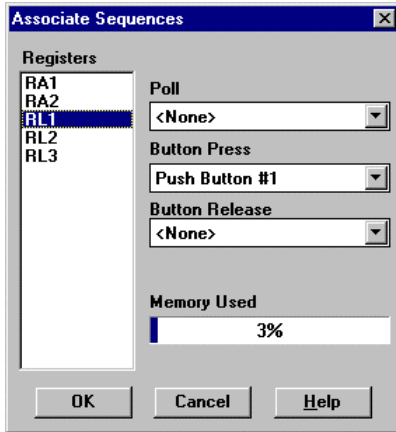 Associate Sequences
Registers
RA1
RA2
RL1
RL2
RL3
Poll
<None>
Button Press
Push Button #1
Button Release
<None>
Memory Used
3%
OK
Cancel
Help